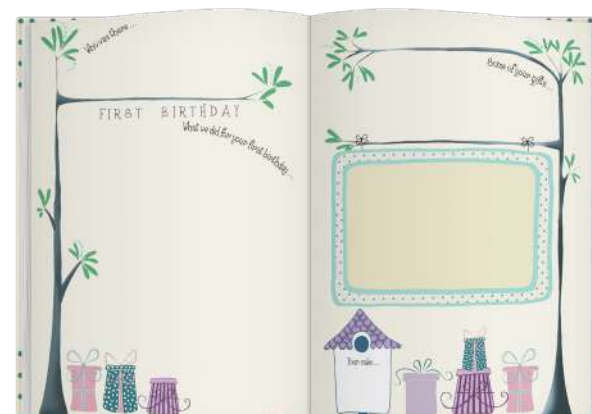 Who was there...
FIRST BIRTHDAY
What we did for your first birthday...
Some of your gifts...
Your cake...